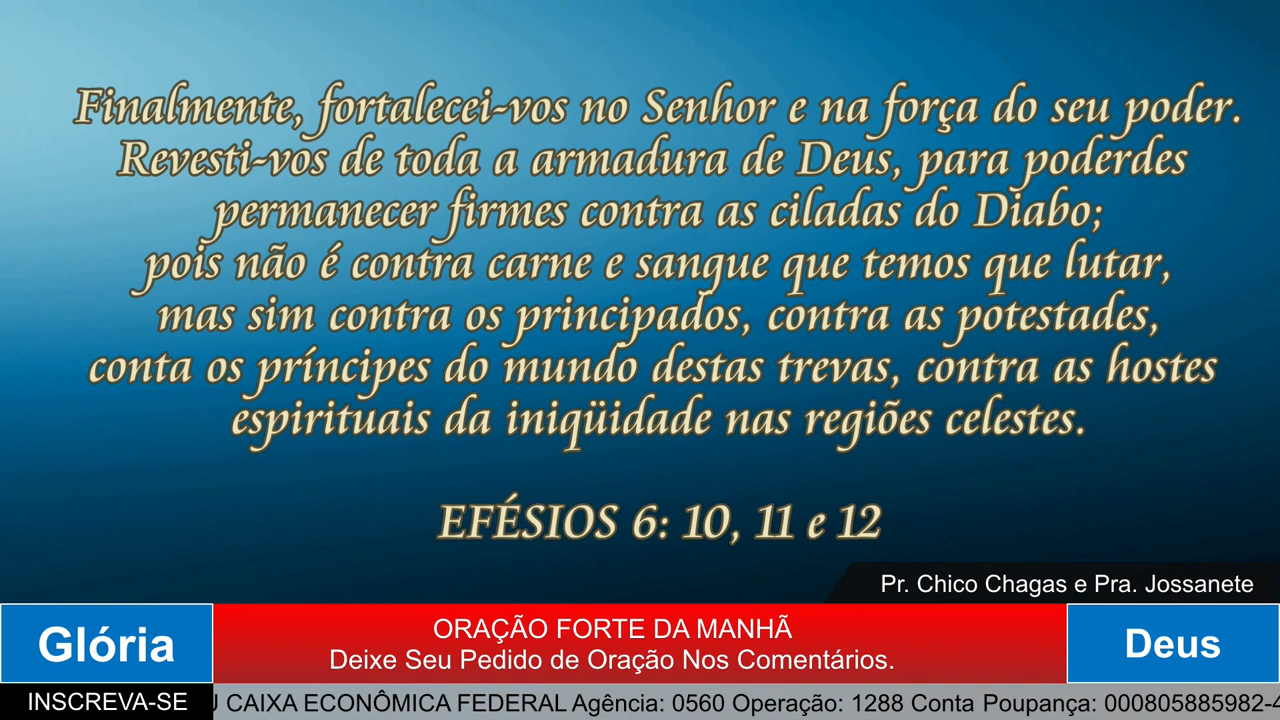 Finalmente, fortalecei-vos no Senhor e na força do seu poder.
Revesti-vos de toda a armadura de Deus, para poderdes
permanecer firmes contra as ciladas do Diabo;
pois não é contra carne e sangue que temos que lutar,
mas sim contra os principados, contra as potestades,
conta os príncipes do mundo destas trevas, contra as hostes
espirituais da iniqüidade nas regiões celestes.
EFÉSIOS 6: 10, 11 e 12
Pr. Chico Chagas e Pra. Jossanete
Glória
ORAÇÃO FORTE DA MANHÃ
Deixe Seu Pedido de Oração Nos Comentários.
Deus
INSCREVA-SE
CAIXA ECONÔMICA FEDERAL Agência: 0560 Operação: 1288 Conta Poupança: 000805885982-4